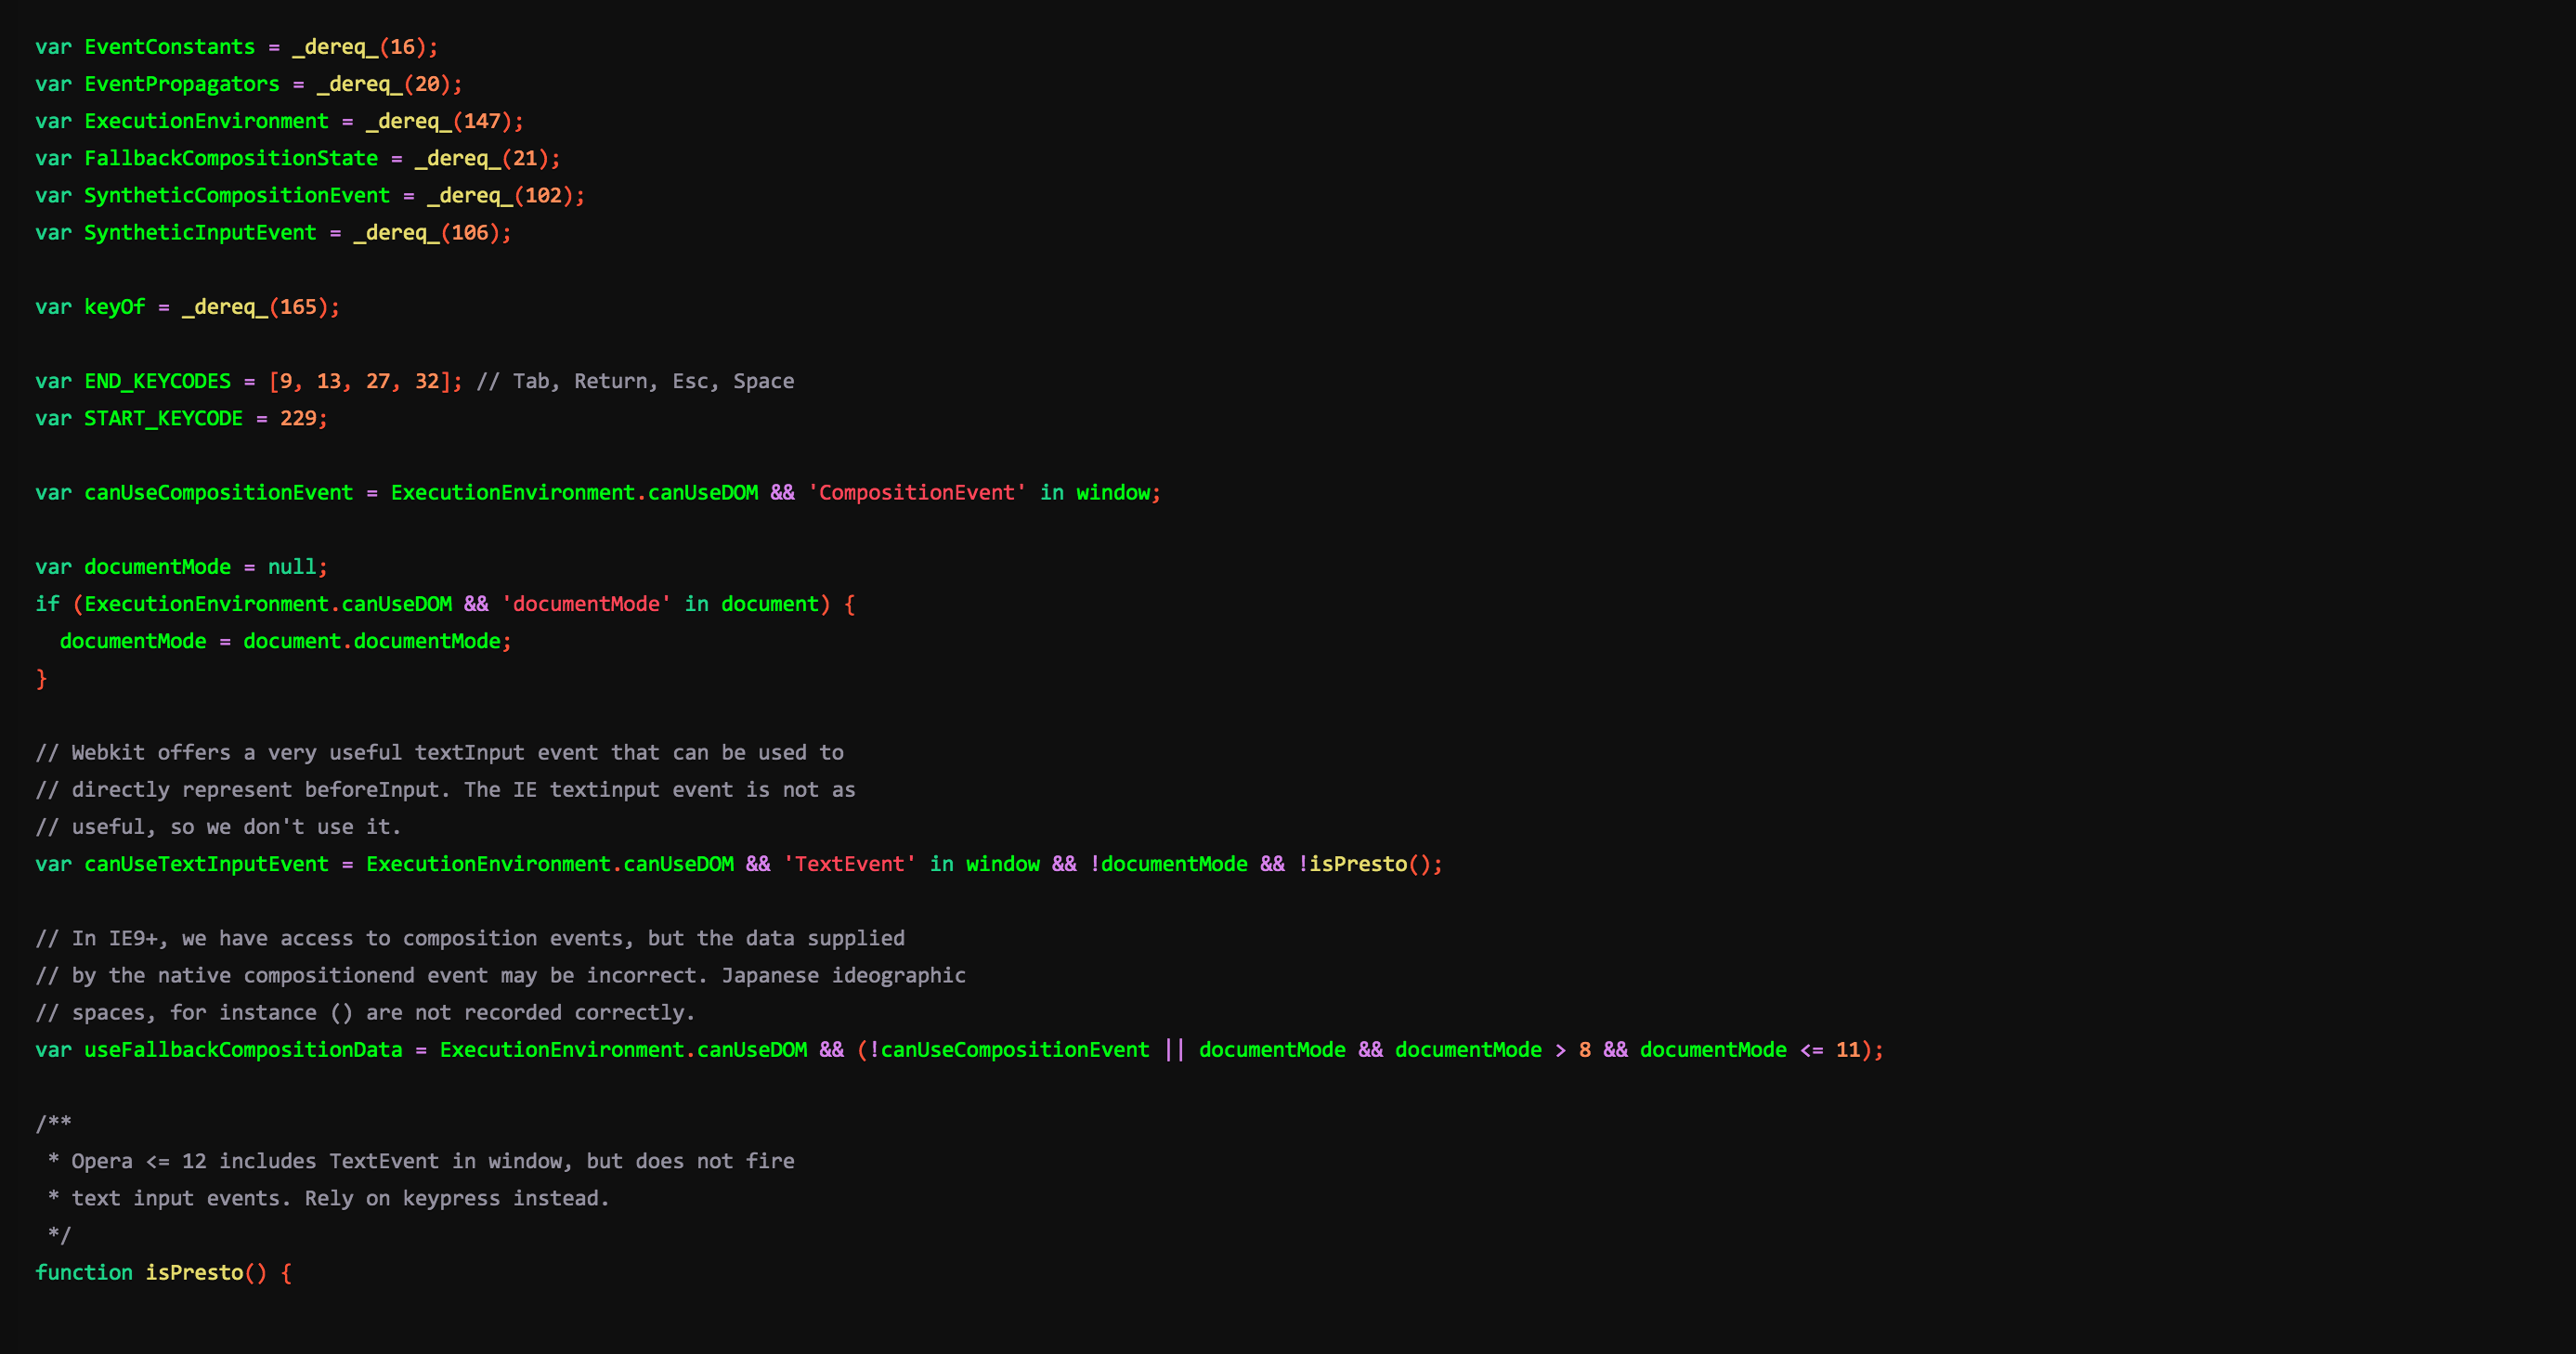 var EventConstants = _dereq_(16);
var EventPropagators = _dereq_(20);
var ExecutionEnvironment = _dereq_(147);
var FallbackCompositionState = _dereq_(21);
var SyntheticCompositionEvent = _dereq_(102);
var SyntheticInputEvent = _dereq_(106);

var keyOf = _dereq_(165);

var END_KEYCODES = [9, 13, 27, 32]; // Tab, Return, Esc, Space
var START_KEYCODE = 229;

var canUseCompositionEvent = ExecutionEnvironment.canUseDOM && 'CompositionEvent' in window;

var documentMode = null;
if (ExecutionEnvironment.canUseDOM && 'documentMode' in document) {
  documentMode = document.documentMode;
}

// Webkit offers a very useful textInput event that can be used to
// directly represent beforeInput. The IE textinput event is not as
// useful, so we don't use it.
var canUseTextInputEvent = ExecutionEnvironment.canUseDOM && 'TextEvent' in window && !documentMode && !isPresto();

// In IE9+, we have access to composition events, but the data supplied
// by the native compositionend event may be incorrect. Japanese ideographic
// spaces, for instance () are not recorded correctly.
var useFallbackCompositionData = ExecutionEnvironment.canUseDOM && (!canUseCompositionEvent || documentMode && documentMode > 8 && documentMode <= 11);

/**
 * Opera <= 12 includes TextEvent in window, but does not fire
 * text input events. Rely on keypress instead.
 */
function isPresto() {